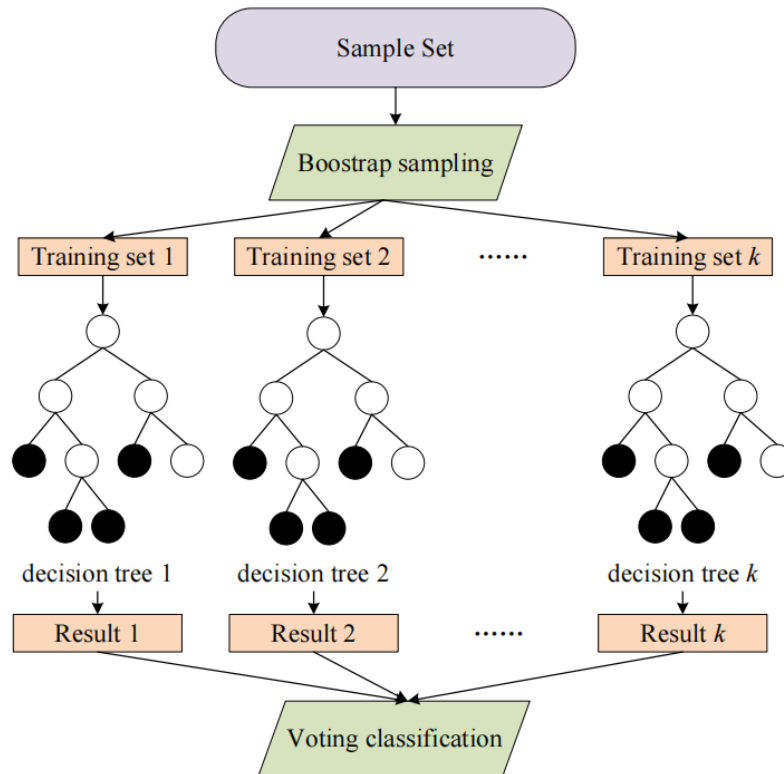 Sample Set
Boostrap sampling
Training set 1
Training set 2
......
Training set k
decision tree 1
decision tree 2
decision tree k
Result 1
Result 2
......
Result k
Voting classification